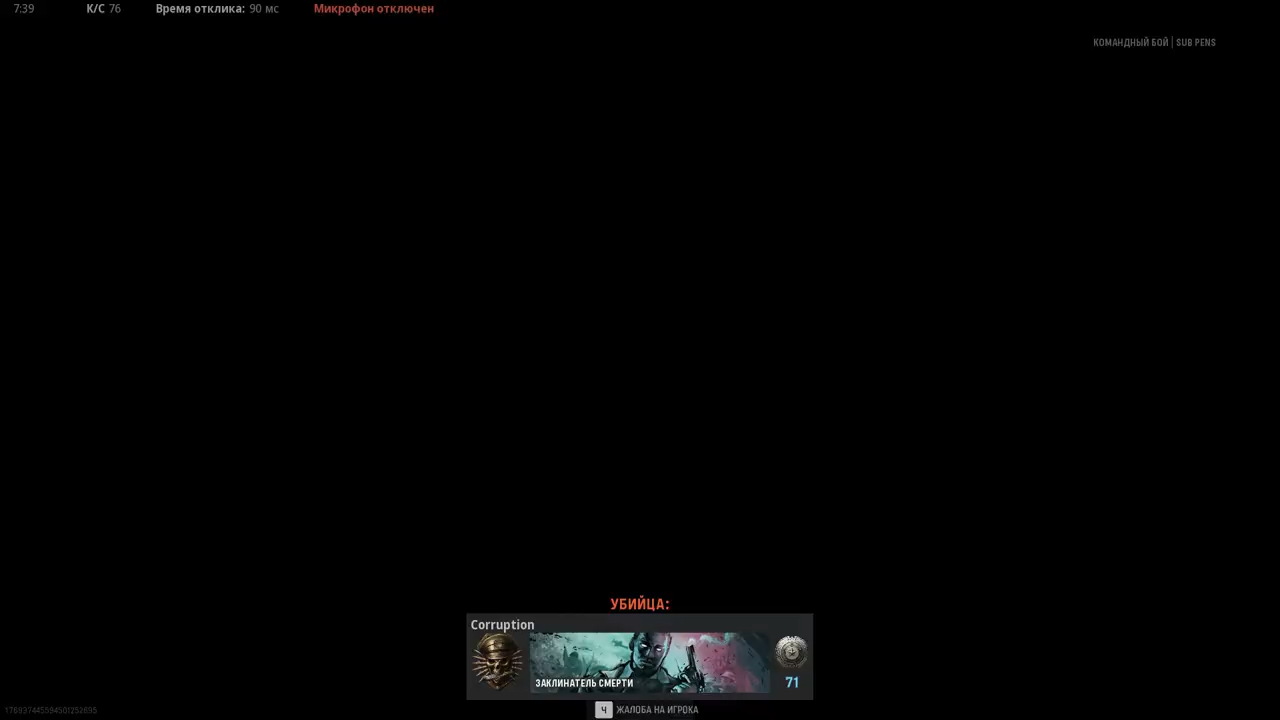 7:39 К/С 76 Время отклика: 90 мс Микрофон отключен
КОМАНДНЫЙ БОЙ | SUB PENS
УБИЙЦА:
Corruption
ЗАКЛИНАТЕЛЬ СМЕРТИ
71
Ч ЖАЛОБА НА ИГРОКА